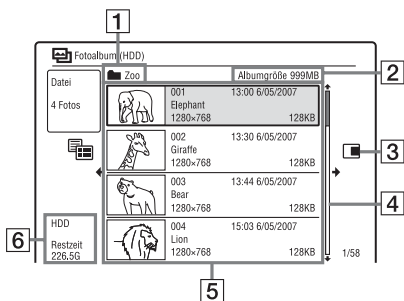 1
Fotoalbum (HDD)
Zoo
Albumgröße 999MB
2
Datei
4 Fotos
001 13:00 6/05/2007
Elephant
1280×768 128KB
002 13:30 6/05/2007
Giraffe
1280×768 128KB
3
003 13:44 6/05/2007
Bear
1280×768 128KB
4
004 15:03 6/05/2007
Lion
1280×768 128KB
6
HDD
Restzeit
226.5G
1/58
5